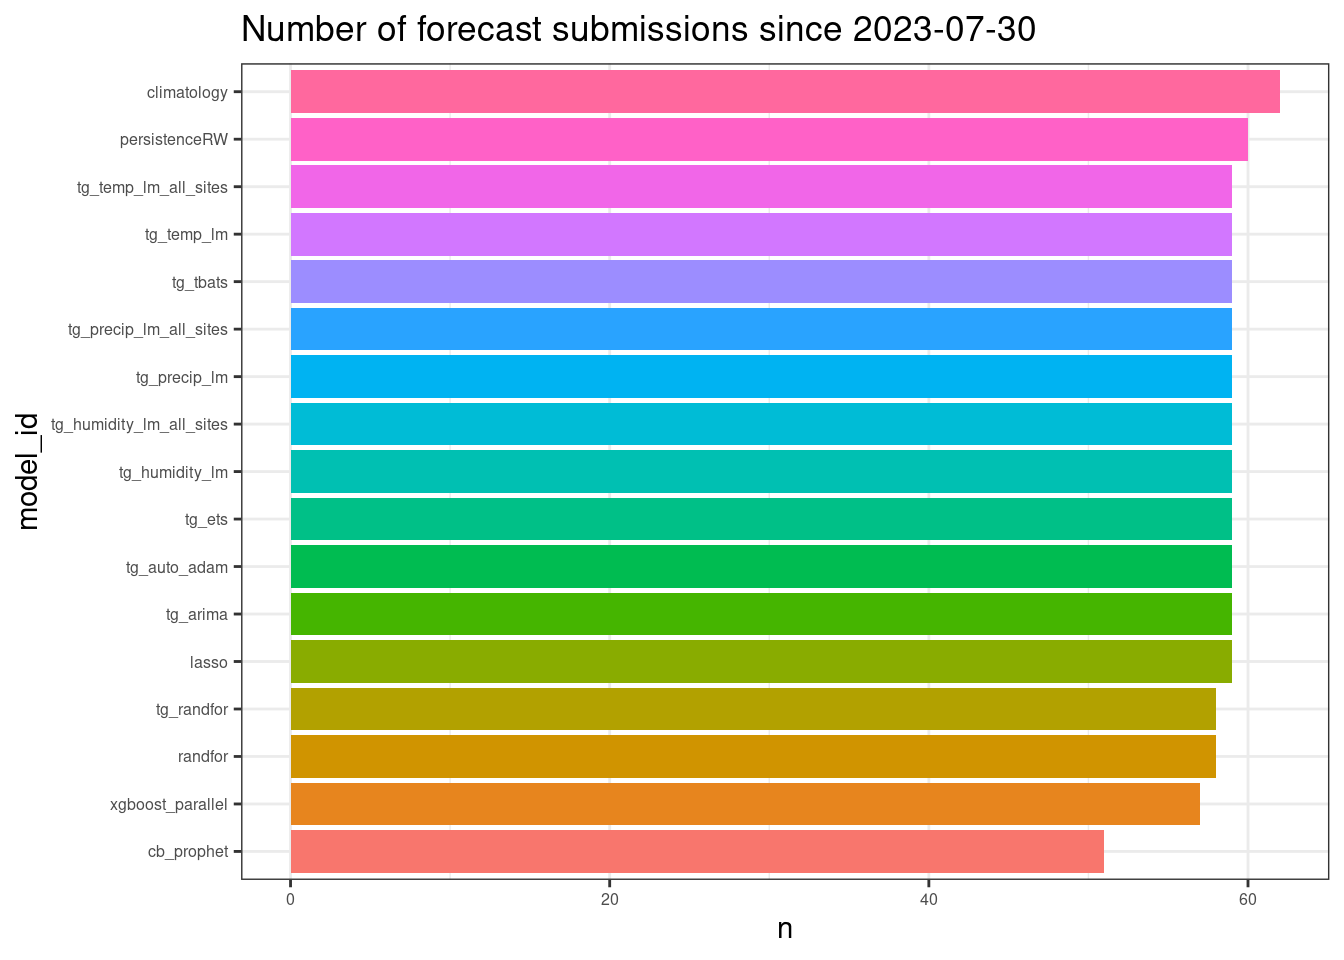 Number of forecast submissions since 2023-07-30
climatology
persistenceRW
tg_temp_lm_all_sites
tg_temp_lm
tg_tbats
tg_precip_lm_all_sites
tg_precip_lm
tg_humidity_lm_all_sites
tg_humidity_lm
tg_ets
tg_auto_adam
tg_arima
lasso
tg_randfor
randfor
xgboost_parallel
cb_prophet
model_id
0 20 40 60
n